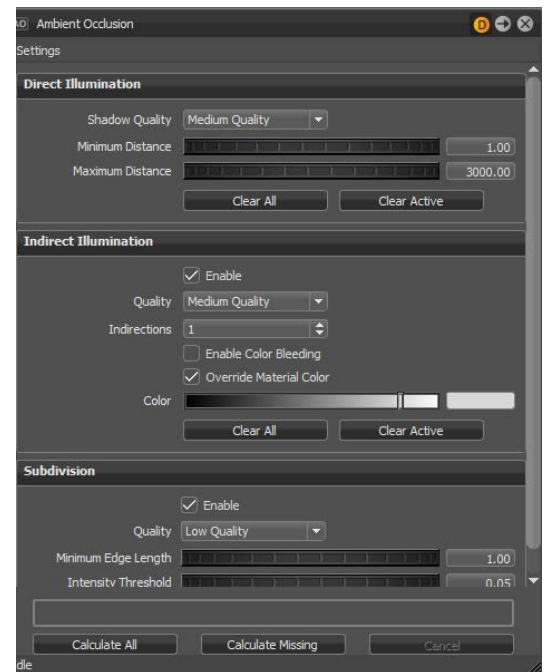 AO Ambient Occlusion D
Settings
Direct Illumination
Shadow Quality Medium Quality
Minimum Distance 1.00
Maximum Distance 3000.00
Clear All Clear Active
Indirect Illumination
Enable
Quality Medium Quality
Indirections 1
Enable Color Bleeding
Override Material Color
Color
Clear All Clear Active
Subdivision
Enable
Quality Low Quality
Minimum Edge Length 1.00
Intensity Threshold 0.05
Calculate All Calculate Missing Cancel
dle